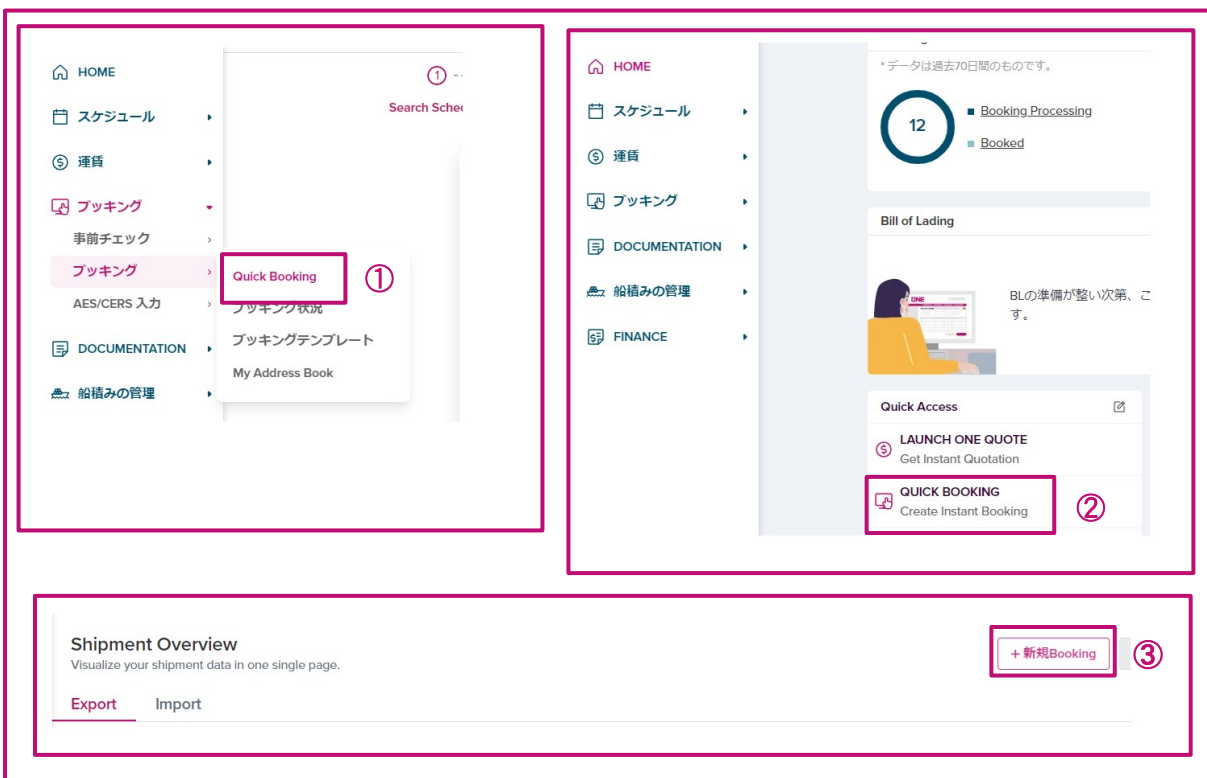 HOME
スケジュール
運賃
ブッキング
事前チェック
ブッキング
AES/CERS 入力
DOCUMENTATION
船積みの管理
①
Search Sche
Quick Booking
①
ブッキング状況
ブッキングテンプレート
My Address Book
HOME
スケジュール
運賃
ブッキング
DOCUMENTATION
船積みの管理
FINANCE
*データは過去70日間のものです。
12
Booking Processing
Booked
Bill of Lading
ONE
BLの準備が整い次第、こ
す。
Quick Access
LAUNCH ONE QUOTE
Get Instant Quotation
QUICK BOOKING
Create Instant Booking
②
Shipment Overview
Visualize your shipment data in one single page.
+ 新規Booking
③
Export Import